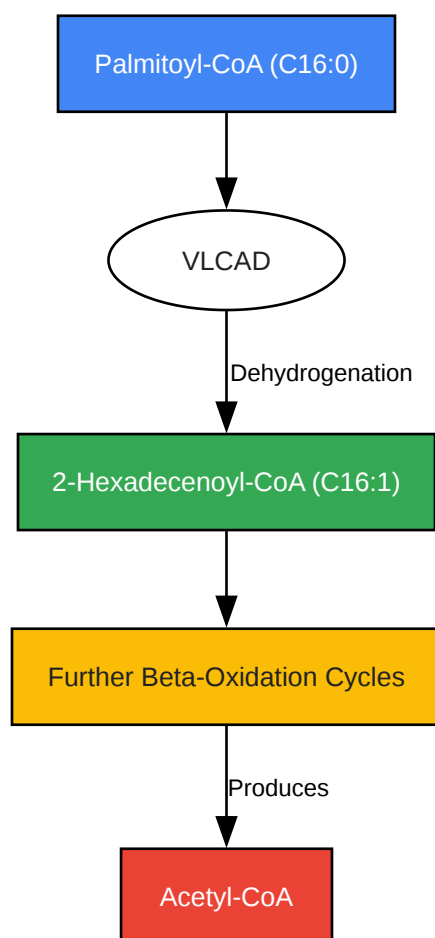 Palmitoyl-CoA (C16:0)
VLCAD
Dehydrogenation
2-Hexadecenoyl-CoA (C16:1)
Further Beta-Oxidation Cycles
Produces
Acetyl-CoA